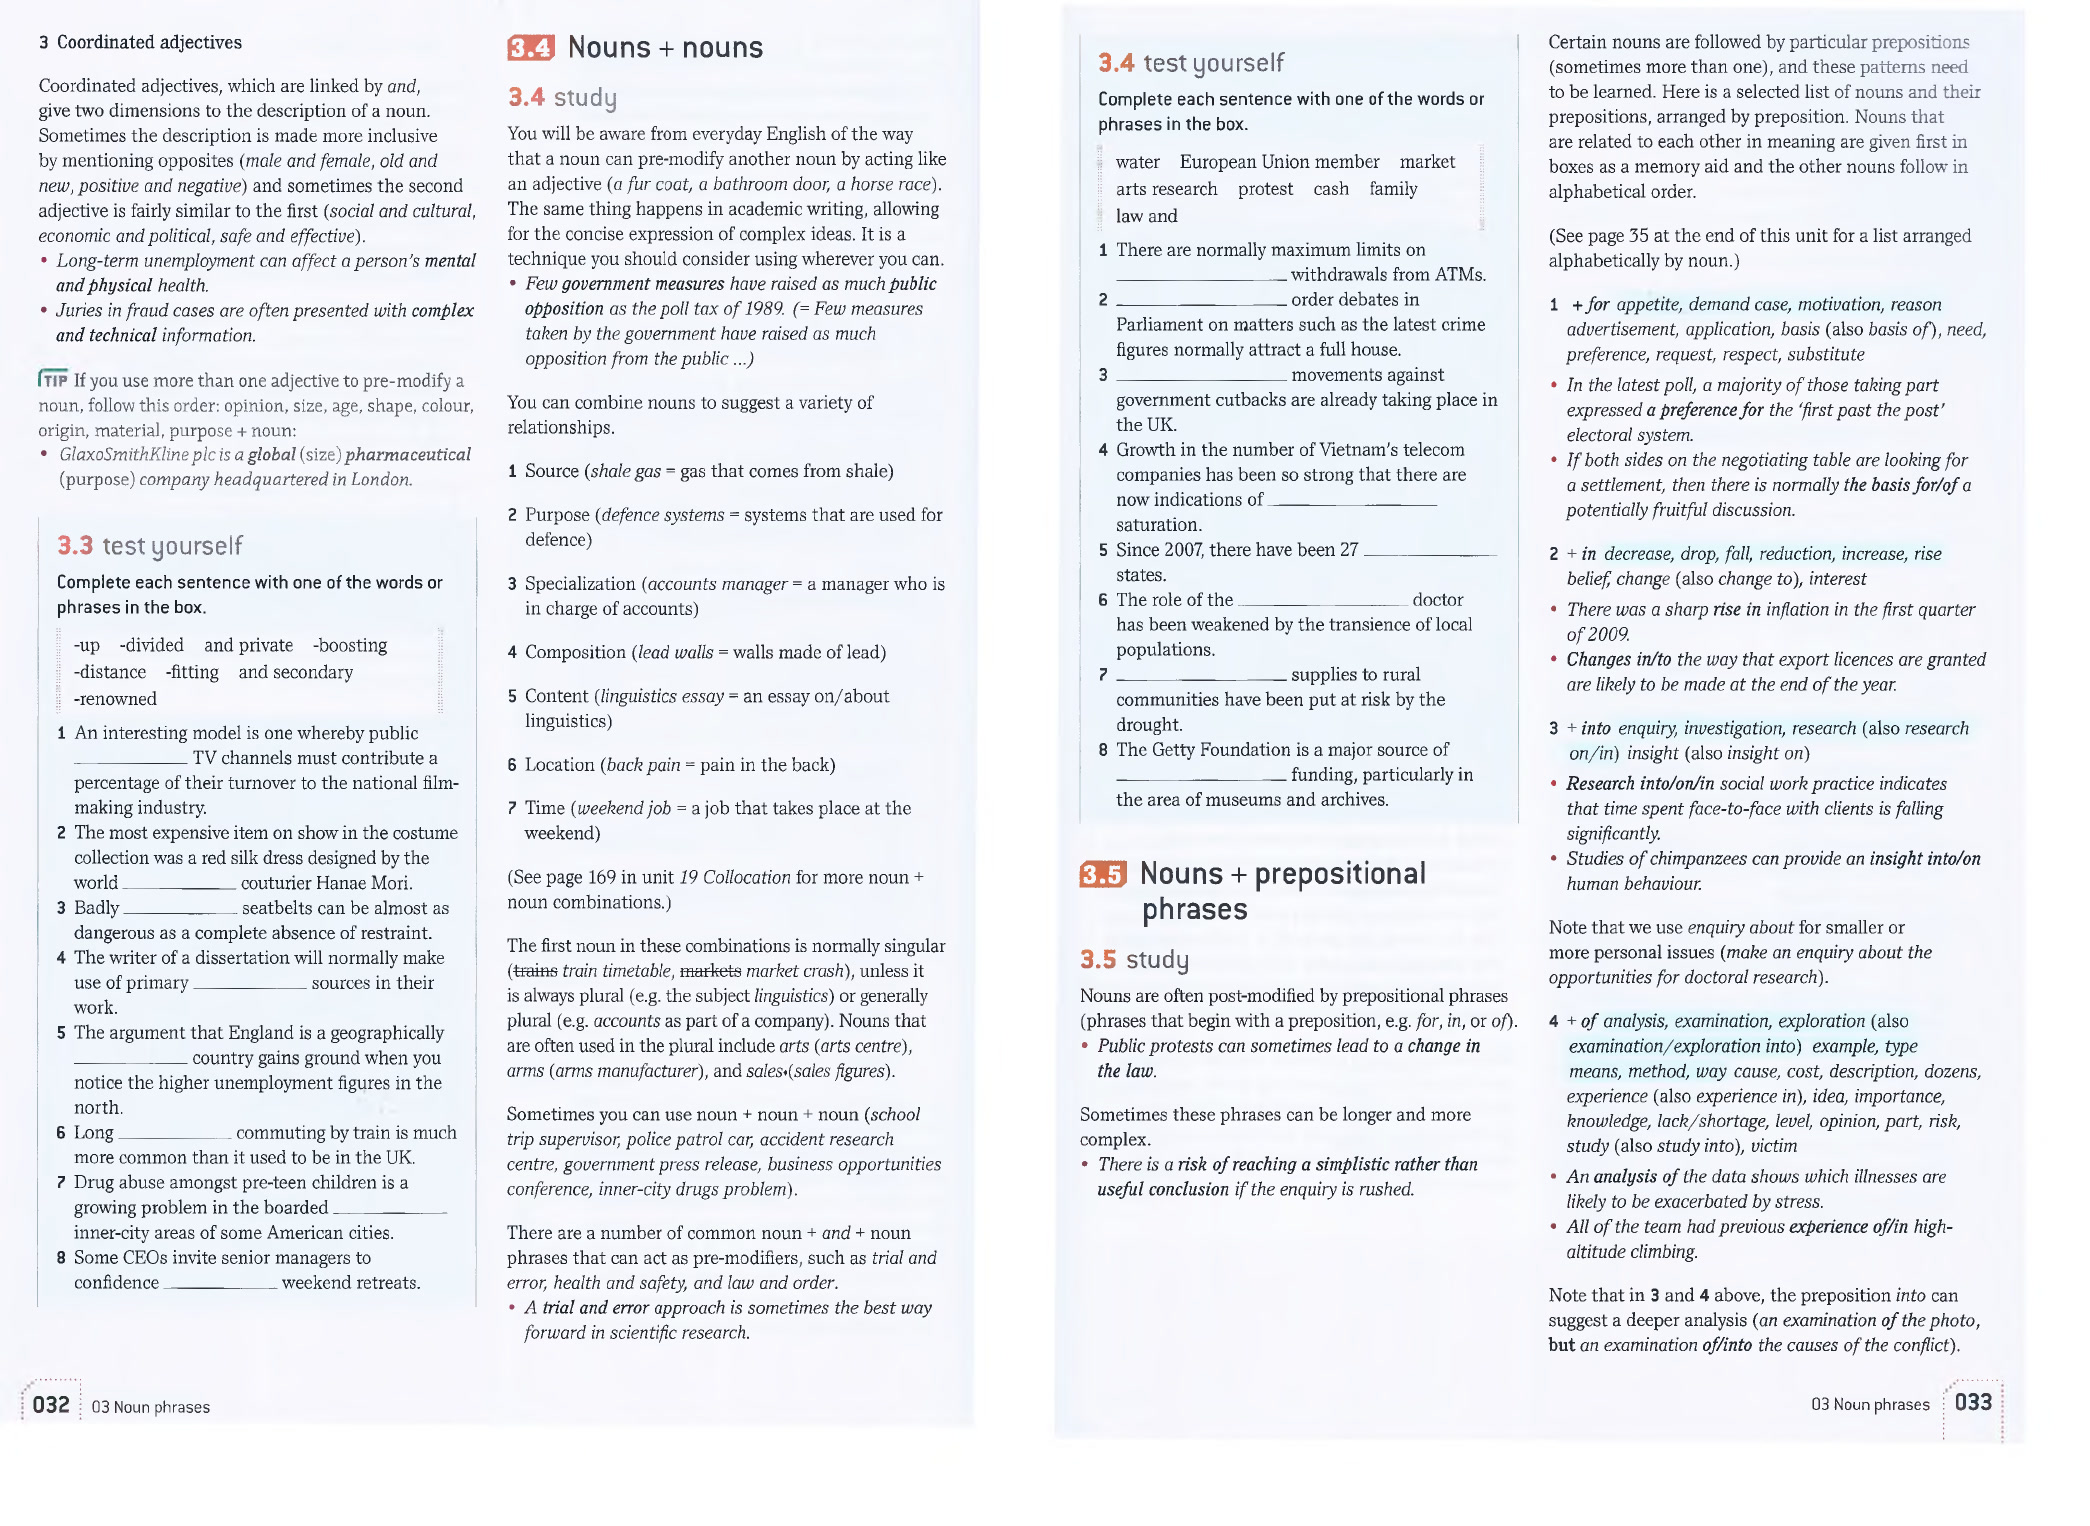 3 Coordinated adjectives
Coordinated adjectives, which are linked by and,
give two dimensions to the description of a noun.
Sometimes the description is made more inclusive
by mentioning opposites (male and female, old and
new, positive and negative) and sometimes the second
adjective is fairly similar to the first (social and cultural,
economic and political, safe and effective).
• Long-term unemployment can affect a person's mental
and physical health.
• Juries in fraud cases are often presented with complex
and technical information.
TIP If you use more than one adjective to pre-modify a
noun, follow this order: opinion, size, age, shape, colour,
origin, material, purpose + noun:
• GlaxoSmithKline plc is a global (size) pharmaceutical
(purpose) company headquartered in London.
3.3 test yourself
Complete each sentence with one of the words or
phrases in the box.
-up -divided and private -boosting
-distance -fitting and secondary
-renowned
1 An interesting model is one whereby public
____________ TV channels must contribute a
percentage of their turnover to the national film-
making industry.
2 The most expensive item on show in the costume
collection was a red silk dress designed by the
world ____________ couturier Hanae Mori.
3 Badly ____________ seatbelts can be almost as
dangerous as a complete absence of restraint.
4 The writer of a dissertation will normally make
use of primary ____________ sources in their
work.
5 The argument that England is a geographically
____________ country gains ground when you
notice the higher unemployment figures in the
north.
6 Long ____________ commuting by train is much
more common than it used to be in the UK.
7 Drug abuse amongst pre-teen children is a
growing problem in the boarded ____________
inner-city areas of some American cities.
8 Some CEOs invite senior managers to
confidence ____________ weekend retreats.
032 03 Noun phrases
3.4 Nouns + nouns
3.4 study
You will be aware from everyday English of the way
that a noun can pre-modify another noun by acting like
an adjective (a fur coat, a bathroom door, a horse race).
The same thing happens in academic writing, allowing
for the concise expression of complex ideas. It is a
technique you should consider using wherever you can.
• Few government measures have raised as much public
opposition as the poll tax of 1989. (= Few measures
taken by the government have raised as much
opposition from the public ...)
You can combine nouns to suggest a variety of
relationships.
1 Source (shale gas = gas that comes from shale)
2 Purpose (defence systems = systems that are used for
defence)
3 Specialization (accounts manager = a manager who is
in charge of accounts)
4 Composition (lead walls = walls made of lead)
5 Content (linguistics essay = an essay on/about
linguistics)
6 Location (back pain = pain in the back)
7 Time (weekend job = a job that takes place at the
weekend)
(See page 169 in unit 19 Collocation for more noun +
noun combinations.)
The first noun in these combinations is normally singular
(trains train timetable, markets market crash), unless it
is always plural (e.g. the subject linguistics) or generally
plural (e.g. accounts as part of a company). Nouns that
are often used in the plural include arts (arts centre),
arms (arms manufacturer), and sales (sales figures).
Sometimes you can use noun + noun + noun (school
trip supervisor, police patrol car, accident research
centre, government press release, business opportunities
conference, inner-city drugs problem).
There are a number of common noun + and + noun
phrases that can act as pre-modifiers, such as trial and
error, health and safety, and law and order.
• A trial and error approach is sometimes the best way
forward in scientific research.
3.4 test yourself
Complete each sentence with one of the words or
phrases in the box.
water European Union member market
arts research protest cash family
law and
1 There are normally maximum limits on
____________ withdrawals from ATMs.
2 ____________ order debates in
Parliament on matters such as the latest crime
figures normally attract a full house.
3 ____________ movements against
government cutbacks are already taking place in
the UK.
4 Growth in the number of Vietnam's telecom
companies has been so strong that there are
now indications of ____________
saturation.
5 Since 2007, there have been 27 ____________
states.
6 The role of the ____________ doctor
has been weakened by the transience of local
populations.
7 ____________ supplies to rural
communities have been put at risk by the
drought.
8 The Getty Foundation is a major source of
____________ funding, particularly in
the area of museums and archives.
3.5 Nouns + prepositional
phrases
3.5 study
Nouns are often post-modified by prepositional phrases
(phrases that begin with a preposition, e.g. for, in, or of).
• Public protests can sometimes lead to a change in
the law.
Sometimes these phrases can be longer and more
complex.
• There is a risk of reaching a simplistic rather than
useful conclusion if the enquiry is rushed.
Certain nouns are followed by particular prepositions
(sometimes more than one), and these patterns need
to be learned. Here is a selected list of nouns and their
prepositions, arranged by preposition. Nouns that
are related to each other in meaning are given first in
boxes as a memory aid and the other nouns follow in
alphabetical order.
(See page 35 at the end of this unit for a list arranged
alphabetically by noun.)
1 + for appetite, demand case, motivation, reason
advertisement, application, basis (also basis of), need,
preference, request, respect, substitute
• In the latest poll, a majority of those taking part
expressed a preference for the 'first past the post'
electoral system.
• If both sides on the negotiating table are looking for
a settlement, then there is normally the basis for/of a
potentially fruitful discussion.
2 + in decrease, drop, fall, reduction, increase, rise
belief, change (also change to), interest
• There was a sharp rise in inflation in the first quarter
of 2009.
• Changes in/to the way that export licences are granted
are likely to be made at the end of the year.
3 + into enquiry, investigation, research (also research
on/in) insight (also insight on)
• Research into/on/in social work practice indicates
that time spent face-to-face with clients is falling
significantly.
• Studies of chimpanzees can provide an insight into/on
human behaviour.
Note that we use enquiry about for smaller or
more personal issues (make an enquiry about the
opportunities for doctoral research).
4 + of analysis, examination, exploration (also
examination/exploration into) example, type
means, method, way cause, cost, description, dozens,
experience (also experience in), idea, importance,
knowledge, lack/shortage, level, opinion, part, risk,
study (also study into), victim
• An analysis of the data shows which illnesses are
likely to be exacerbated by stress.
• All of the team had previous experience of/in high-
altitude climbing.
Note that in 3 and 4 above, the preposition into can
suggest a deeper analysis (an examination of the photo,
but an examination of/into the causes of the conflict).
03 Noun phrases 033